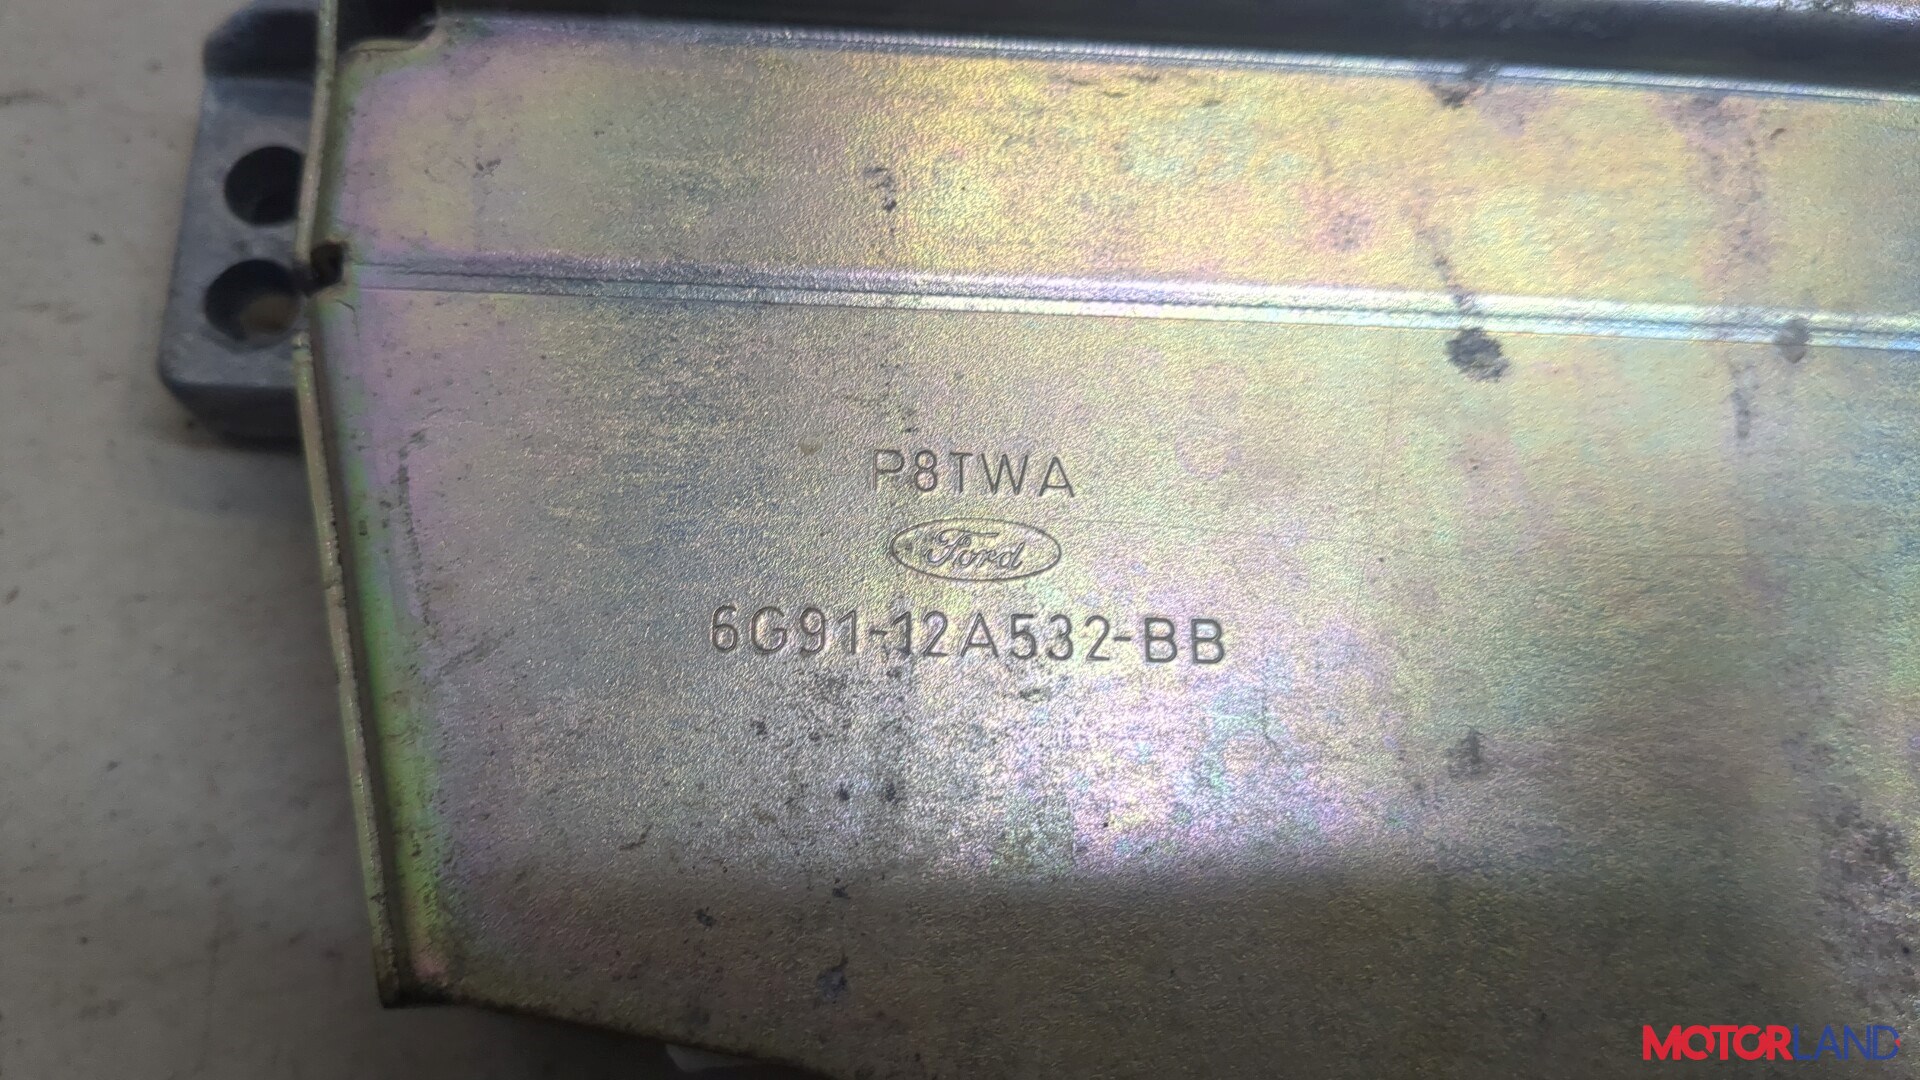 P8TWA
Ford
6G91-12A532-BB
MOTORLAND